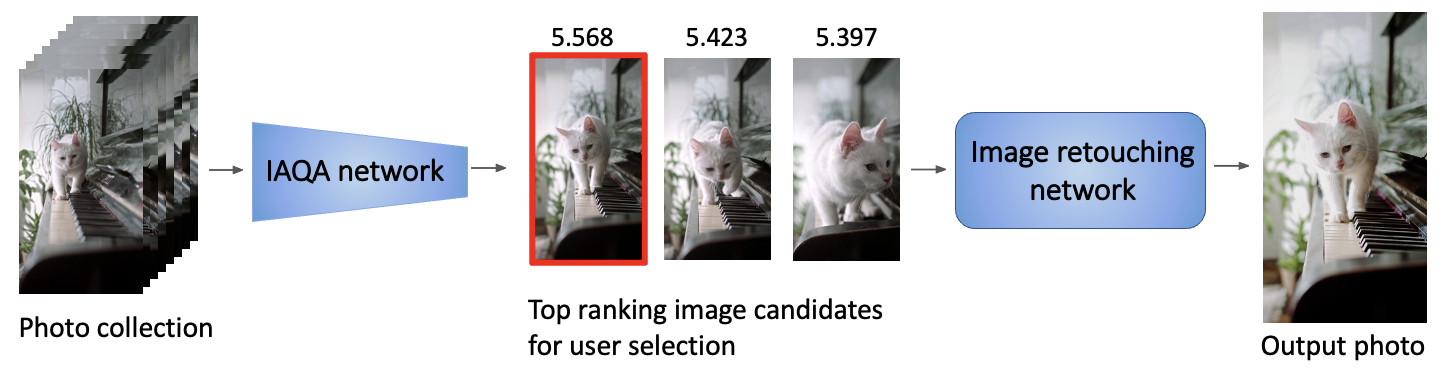 5.568
5.423
5.397
IAQA network
Image retouching
network
Photo collection
Top ranking image candidates
for user selection
Output photo